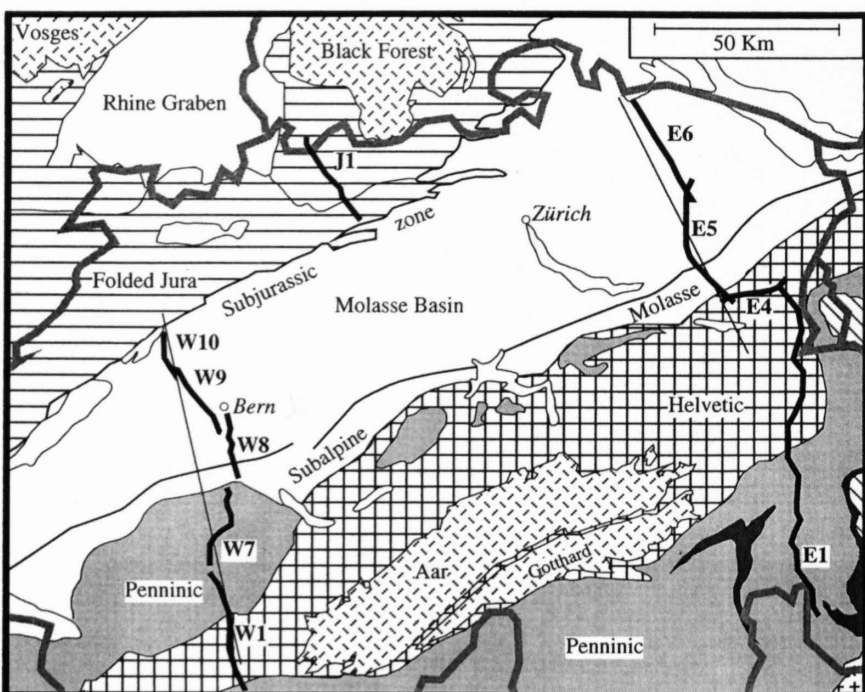 Vosges
Black Forest
50 Km
Rhine Graben
E6
J1
zone
Zürich
E5
Folded Jura
Subjurassic
Molasse Basin
Molasse
E4
W10
W9
Bern
Helvetic
W8
Subalpine
W7
Aar
Gotthard
E1
Penninic
W1
Penninic